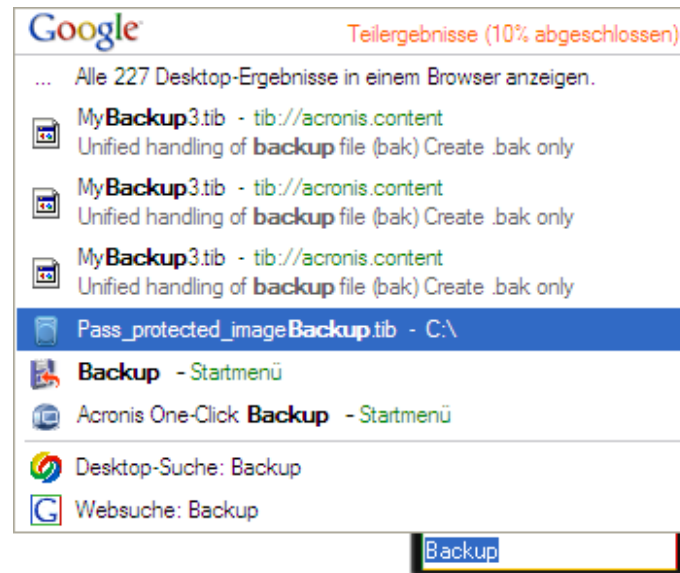 Google Teilergebnisse (10% abgeschlossen)
... Alle 227 Desktop-Ergebnisse in einem Browser anzeigen.
MyBackup3.tib - tib://acronis.content
Unified handling of backup file (bak) Create .bak only
MyBackup3.tib - tib://acronis.content
Unified handling of backup file (bak) Create .bak only
MyBackup3.tib - tib://acronis.content
Unified handling of backup file (bak) Create .bak only
Pass_protected_imageBackup.tib - C:\
Backup - Startmenü
Acronis One-Click Backup - Startmenü
Desktop-Suche: Backup
G Websuche: Backup
Backup